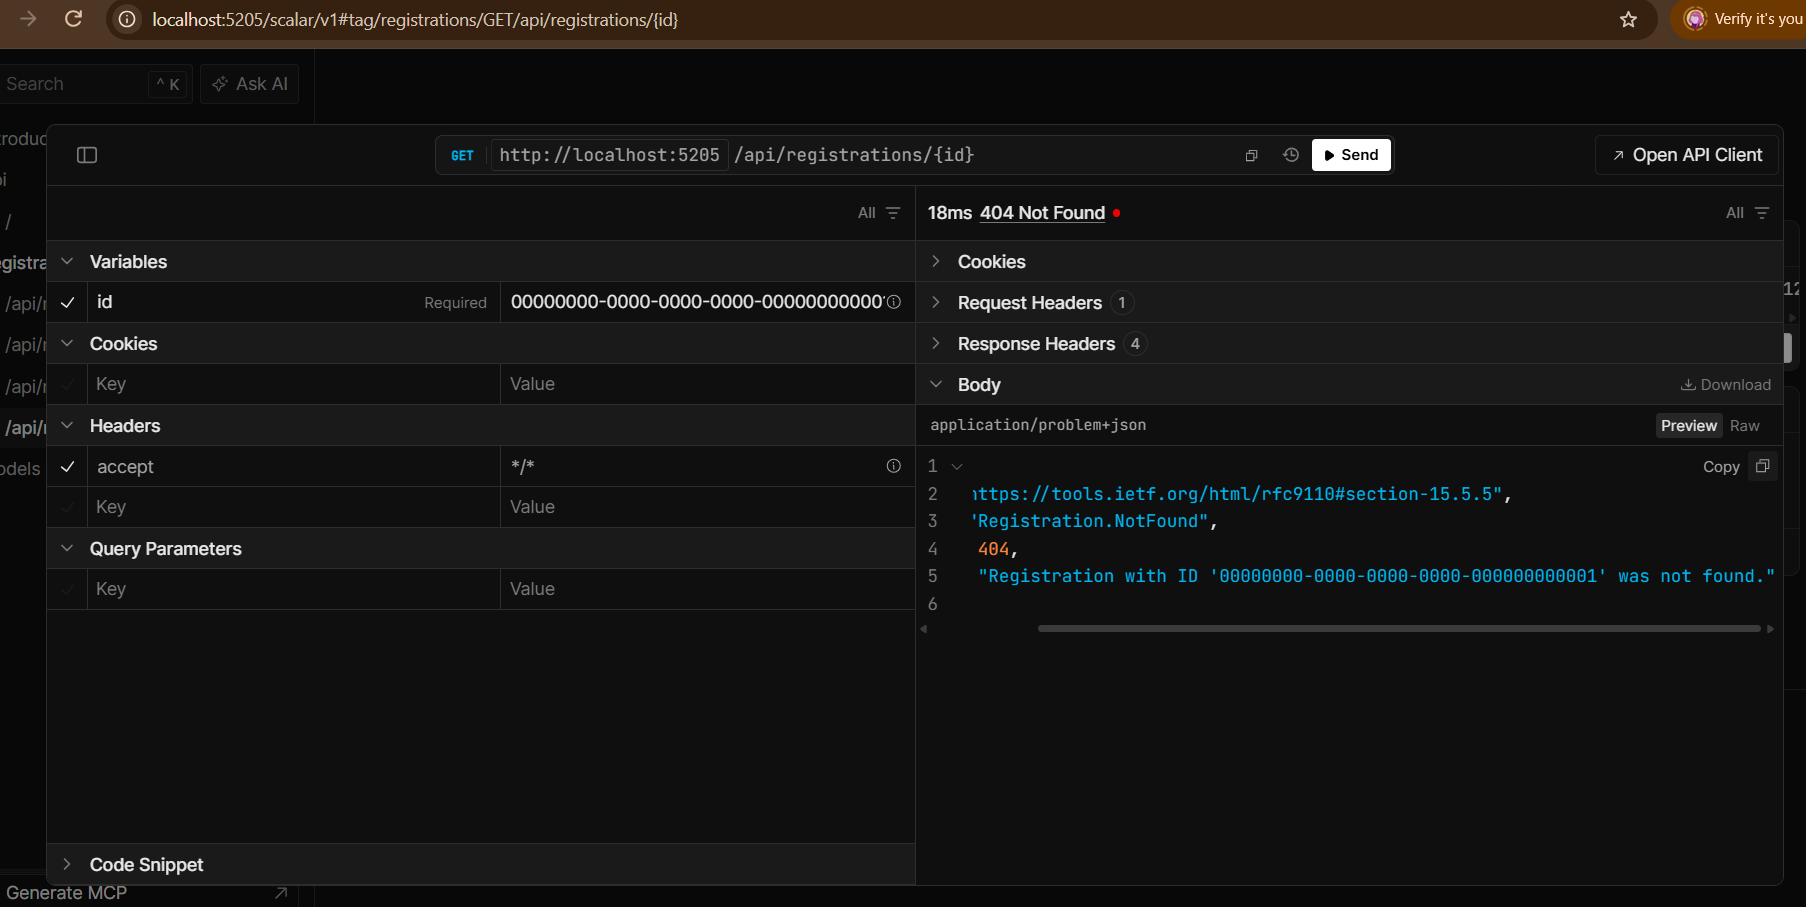 localhost:5205/scalar/v1#tag/registrations/GET/api/registrations/{id}
Verify it's you
Search
^ K
Ask AI
GET
http://localhost:5205
/api/registrations/{id}
Send
Open API Client
/
All
18ms 404 Not Found
All
Variables
Cookies
id
Required
00000000-0000-0000-0000-00000000000
Request Headers 1
Cookies
Response Headers 4
Key
Value
Body
Download
Headers
application/problem+json
Preview
Raw
accept
*/*
Key
Value
Query Parameters
Key
Value
1
Copy
2 ttps://tools.ietf.org/html/rfc9110#section-15.5.5",
3 "Registration.NotFound",
4 404,
5 "Registration with ID '00000000-0000-0000-0000-000000000001' was not found."
6
Code Snippet
Generate MCP